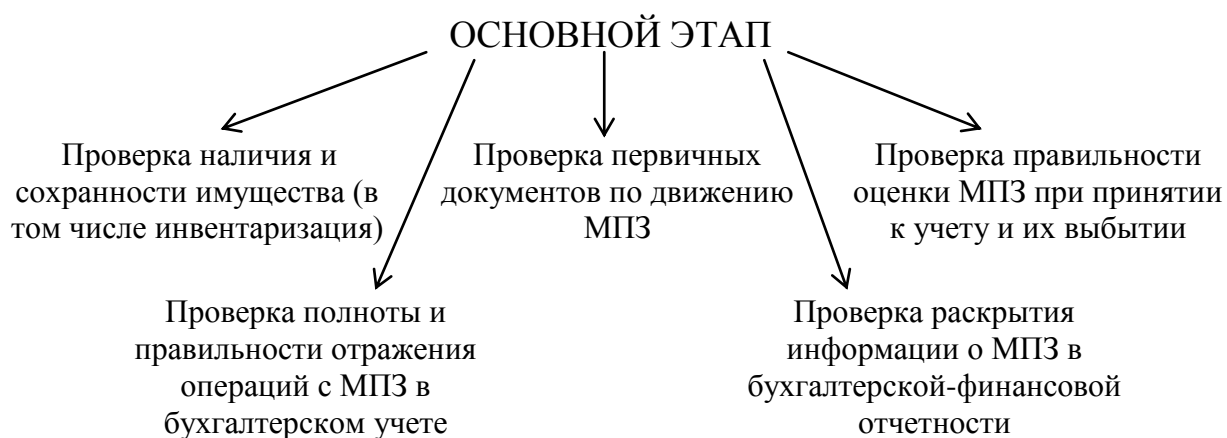 ОСНОВНОЙ ЭТАП
Проверка наличия и
сохранности имущества (в
том числе инвентаризация)
Проверка первичных
документов по движению
МПЗ
Проверка правильности
оценки МПЗ при принятии
к учету и их выбытии
Проверка полноты и
правильности отражения
операций с МПЗ в
бухгалтерском учете
Проверка раскрытия
информации о МПЗ в
бухгалтерской-финансовой
отчетности